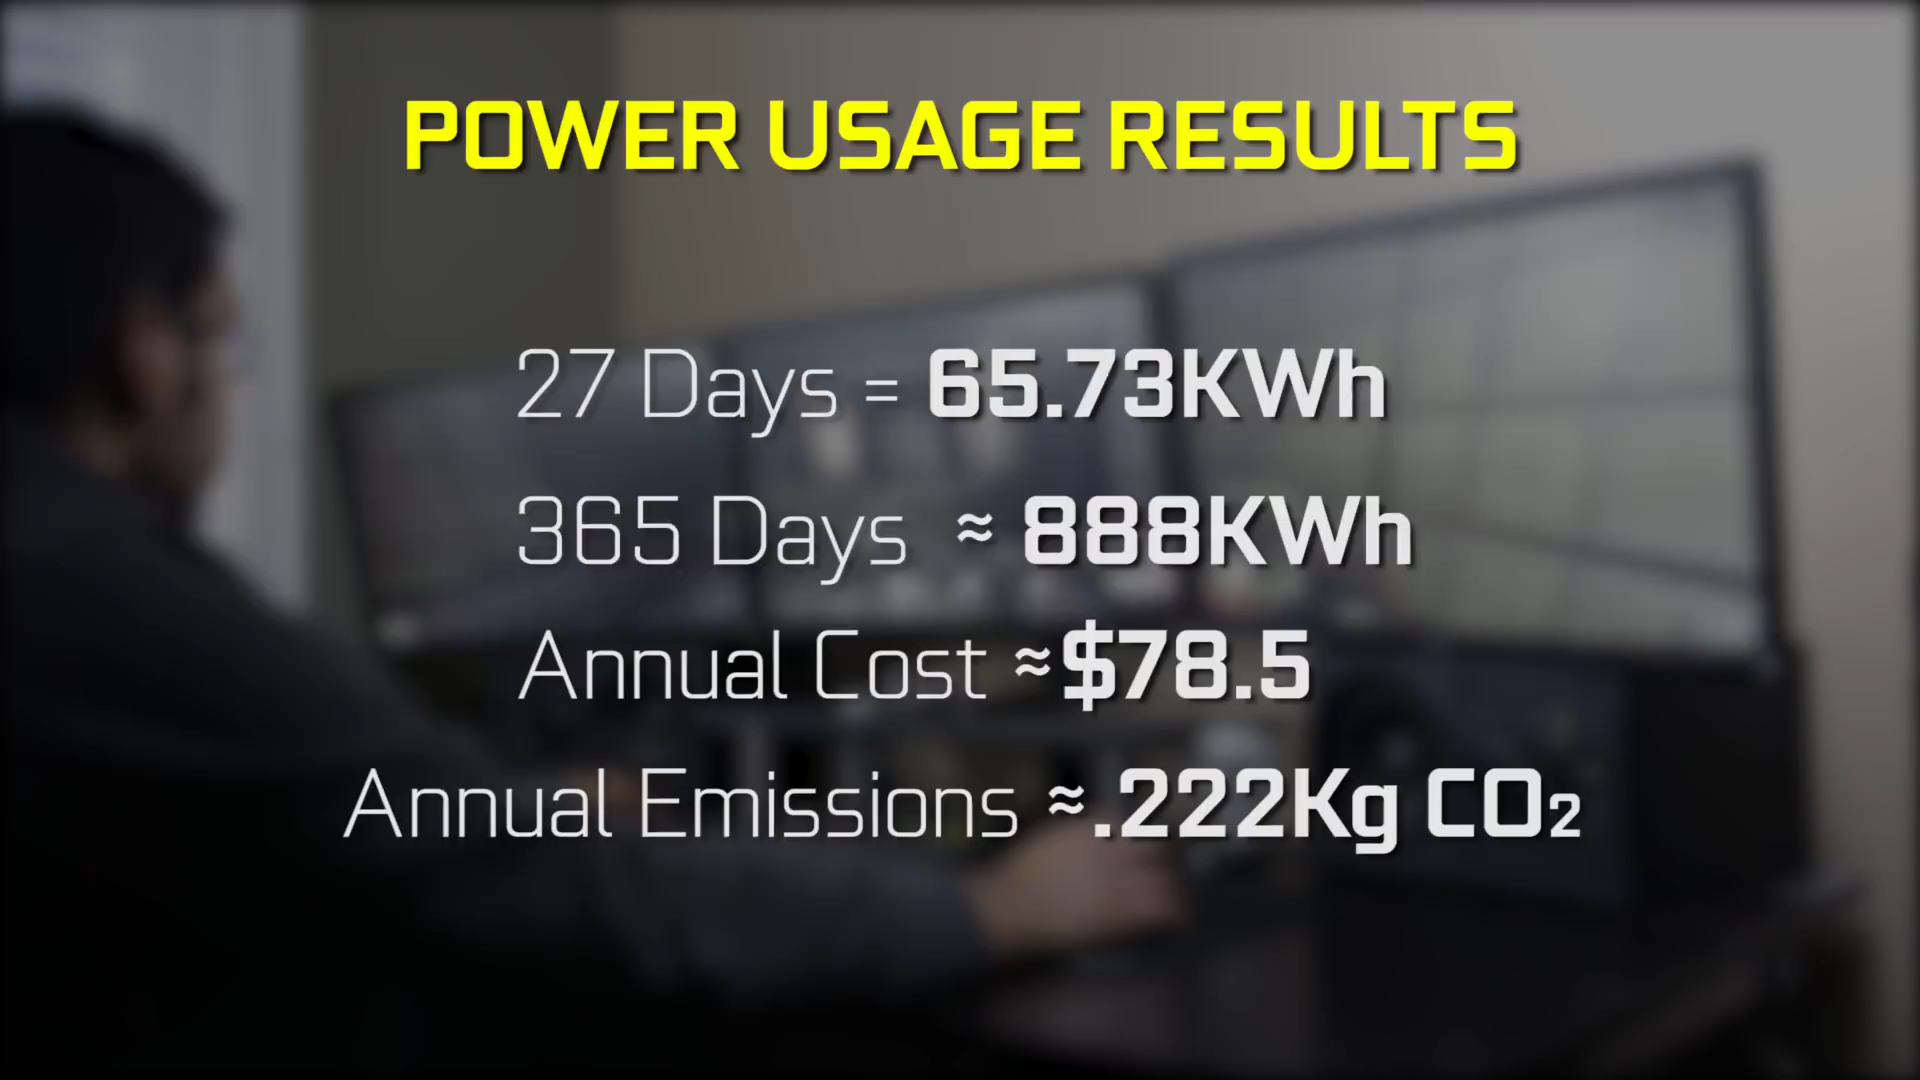 POWER USAGE RESULTS
27 Days = 65.73KWh
365 Days ≈ 888KWh
Annual Cost ≈$78.5
Annual Emissions ≈.222Kg CO₂